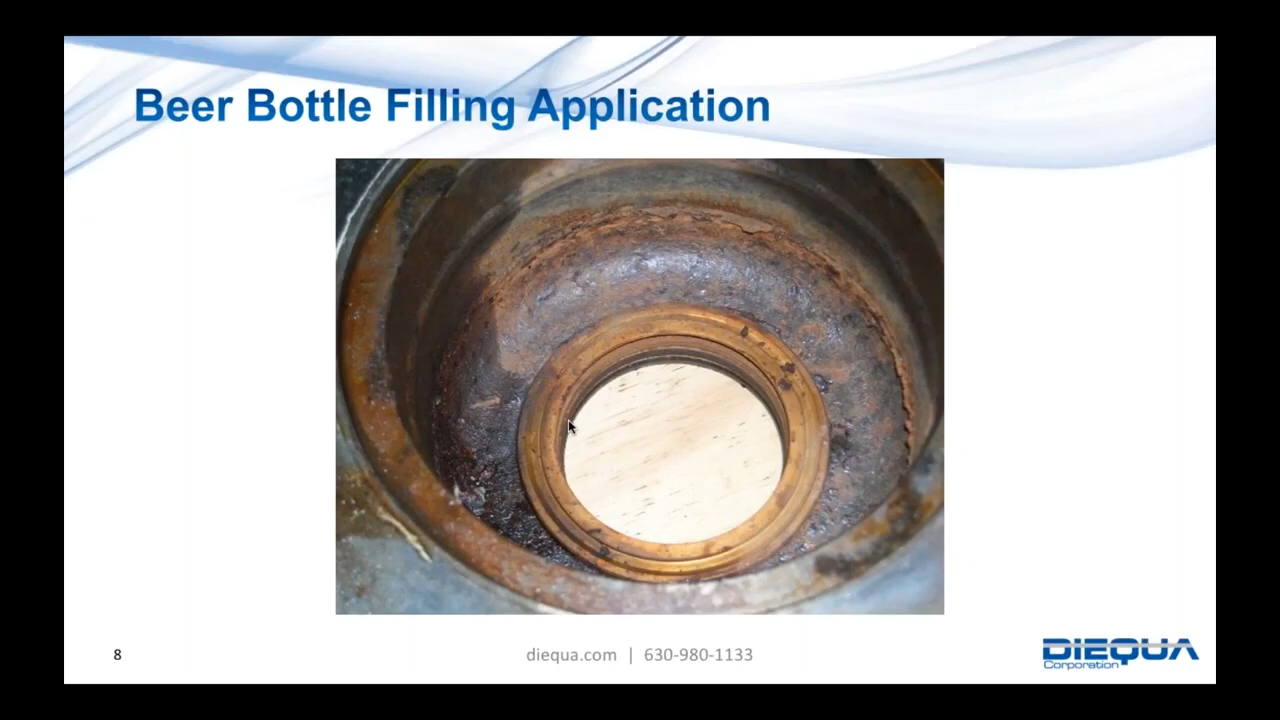 Beer Bottle Filling Application
8
diequa.com | 630-980-1133
DIEQUA
Corporation